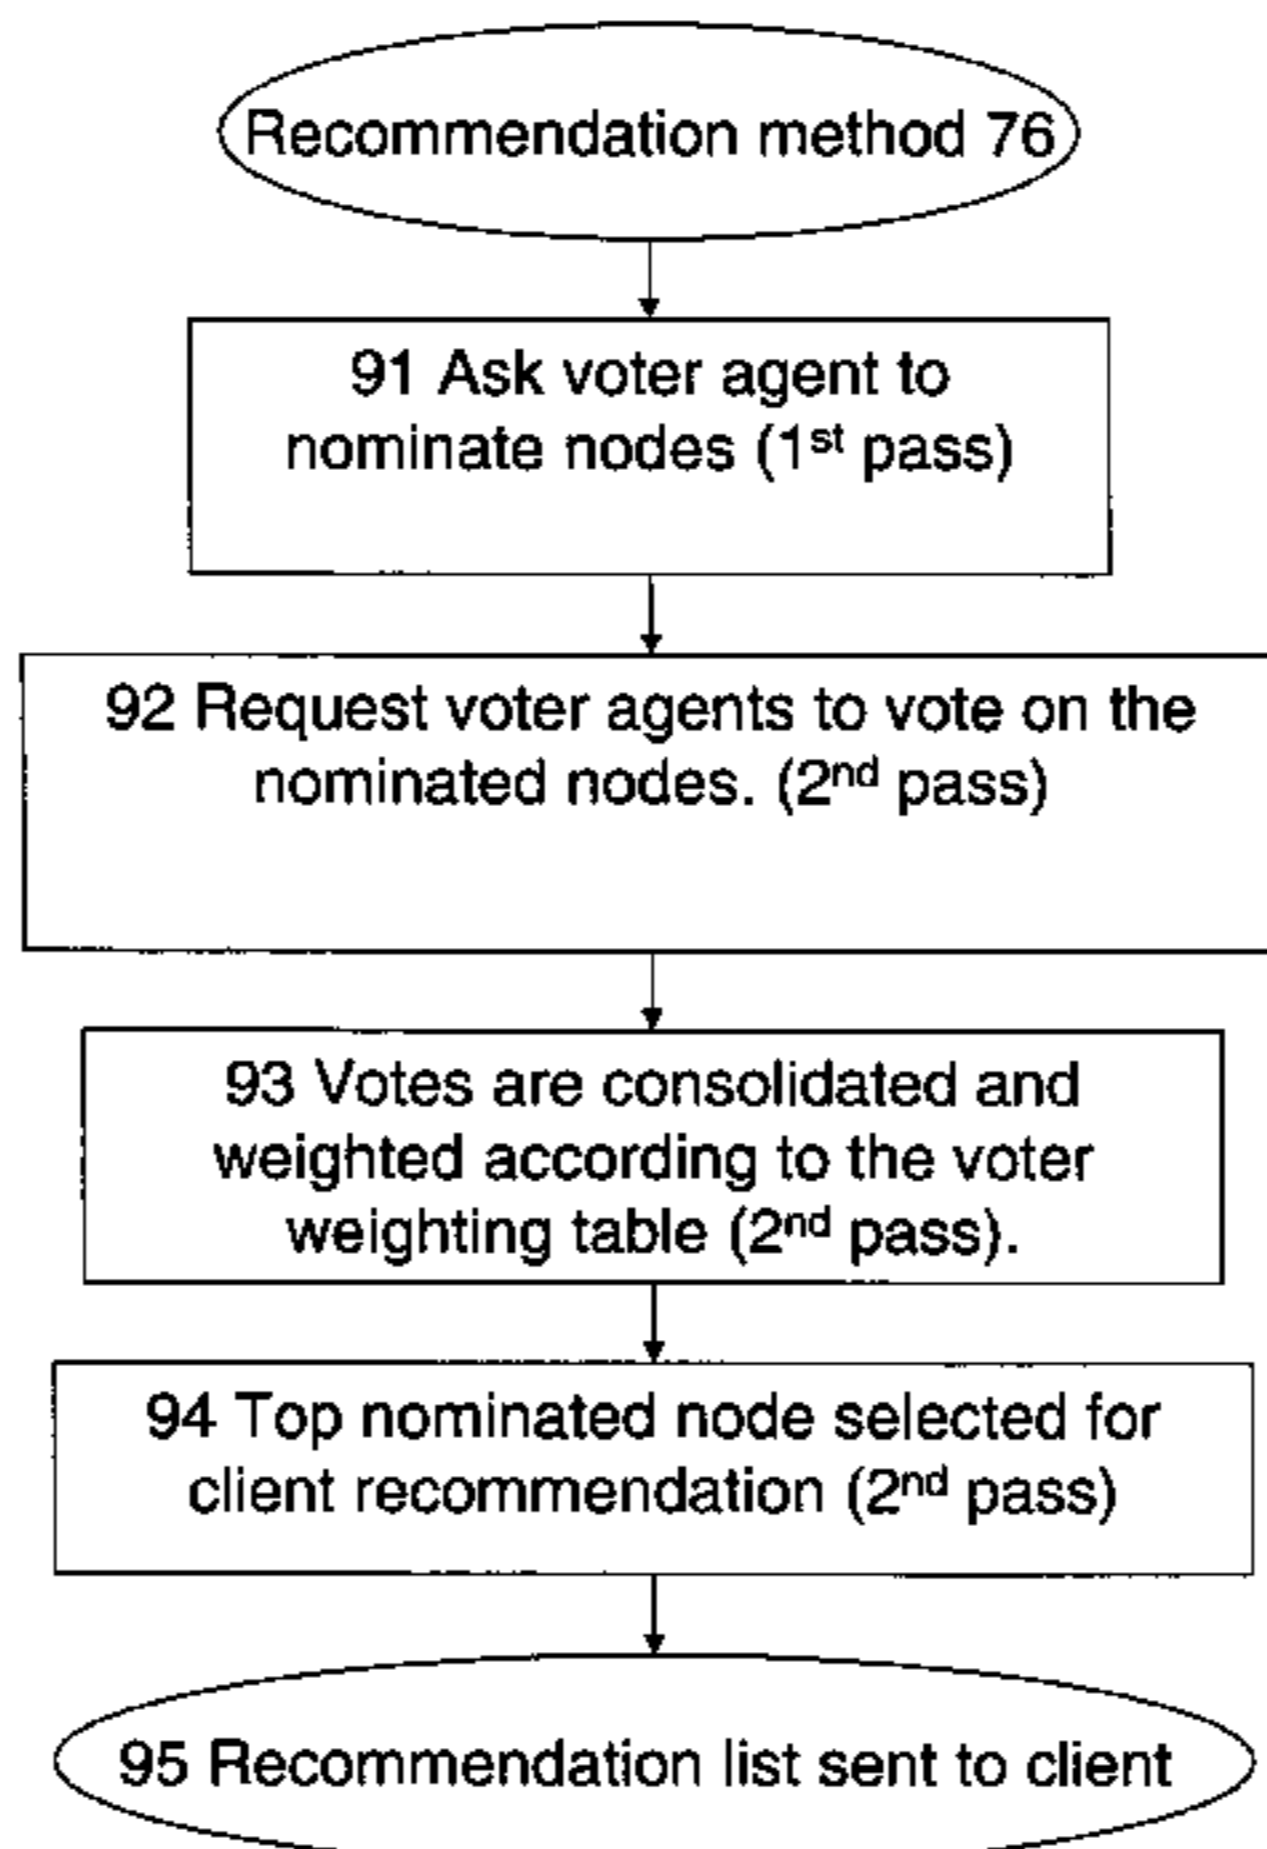 Recommendation method 76
91 Ask voter agent to
nominate nodes (1st pass)
92 Request voter agents to vote on the
nominated nodes. (2nd pass)
93 Votes are consolidated and
weighted according to the voter
weighting table (2nd pass).
94 Top nominated node selected for
client recommendation (2nd pass)
95 Recommendation list sent to client